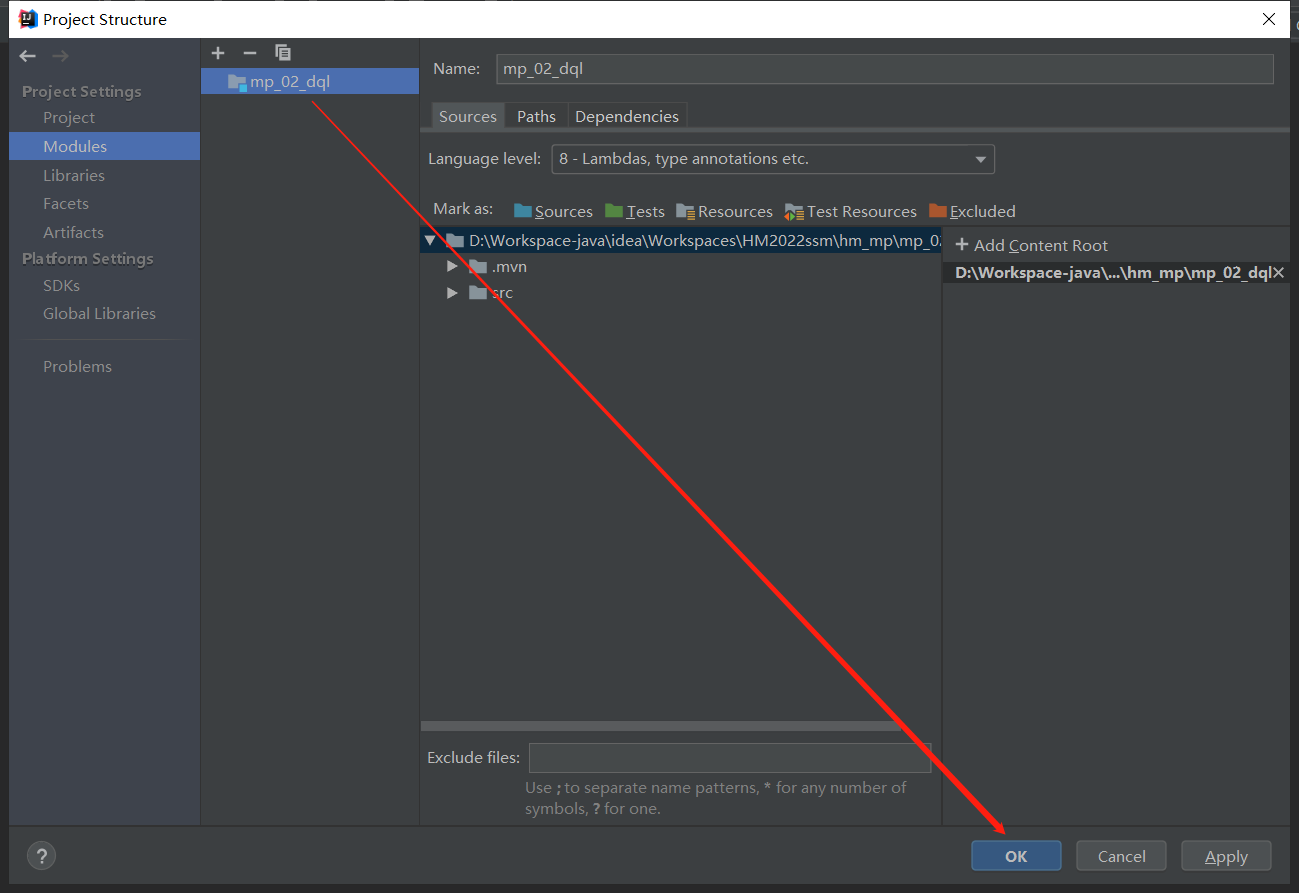 Project Structure
Project Settings
Project
Modules
Libraries
Facets
Artifacts
Platform Settings
SDKs
Global Libraries
Problems
mp_02_dql
Name: mp_02_dql
Sources Paths Dependencies
Language level: 8 - Lambdas, type annotations etc.
Mark as: Sources Tests Resources Test Resources Excluded
D:\Workspace-java\idea\Workspaces\HM2022ssm\hm_mp\mp_02
.mvn
src
+ Add Content Root
D:\Workspace-java\...\hm_mp\mp_02_dql
Exclude files:
Use ; to separate name patterns, * for any number of
symbols, ? for one.
? OK Cancel Apply